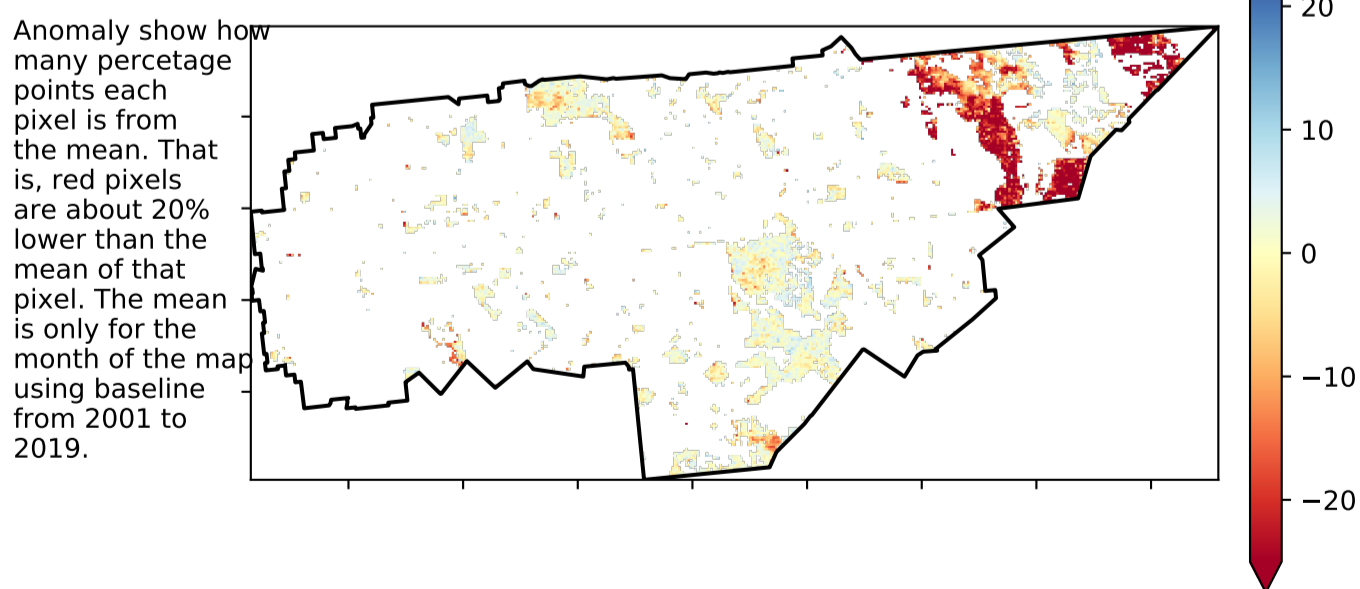 Anomaly show how
many percetage
points each
pixel is from
the mean. That
is, red pixels
are about 20%
lower than the
mean of that
pixel. The mean
is only for the
month of the map
using baseline
from 2001 to
2019.
20
10
0
−10
−20